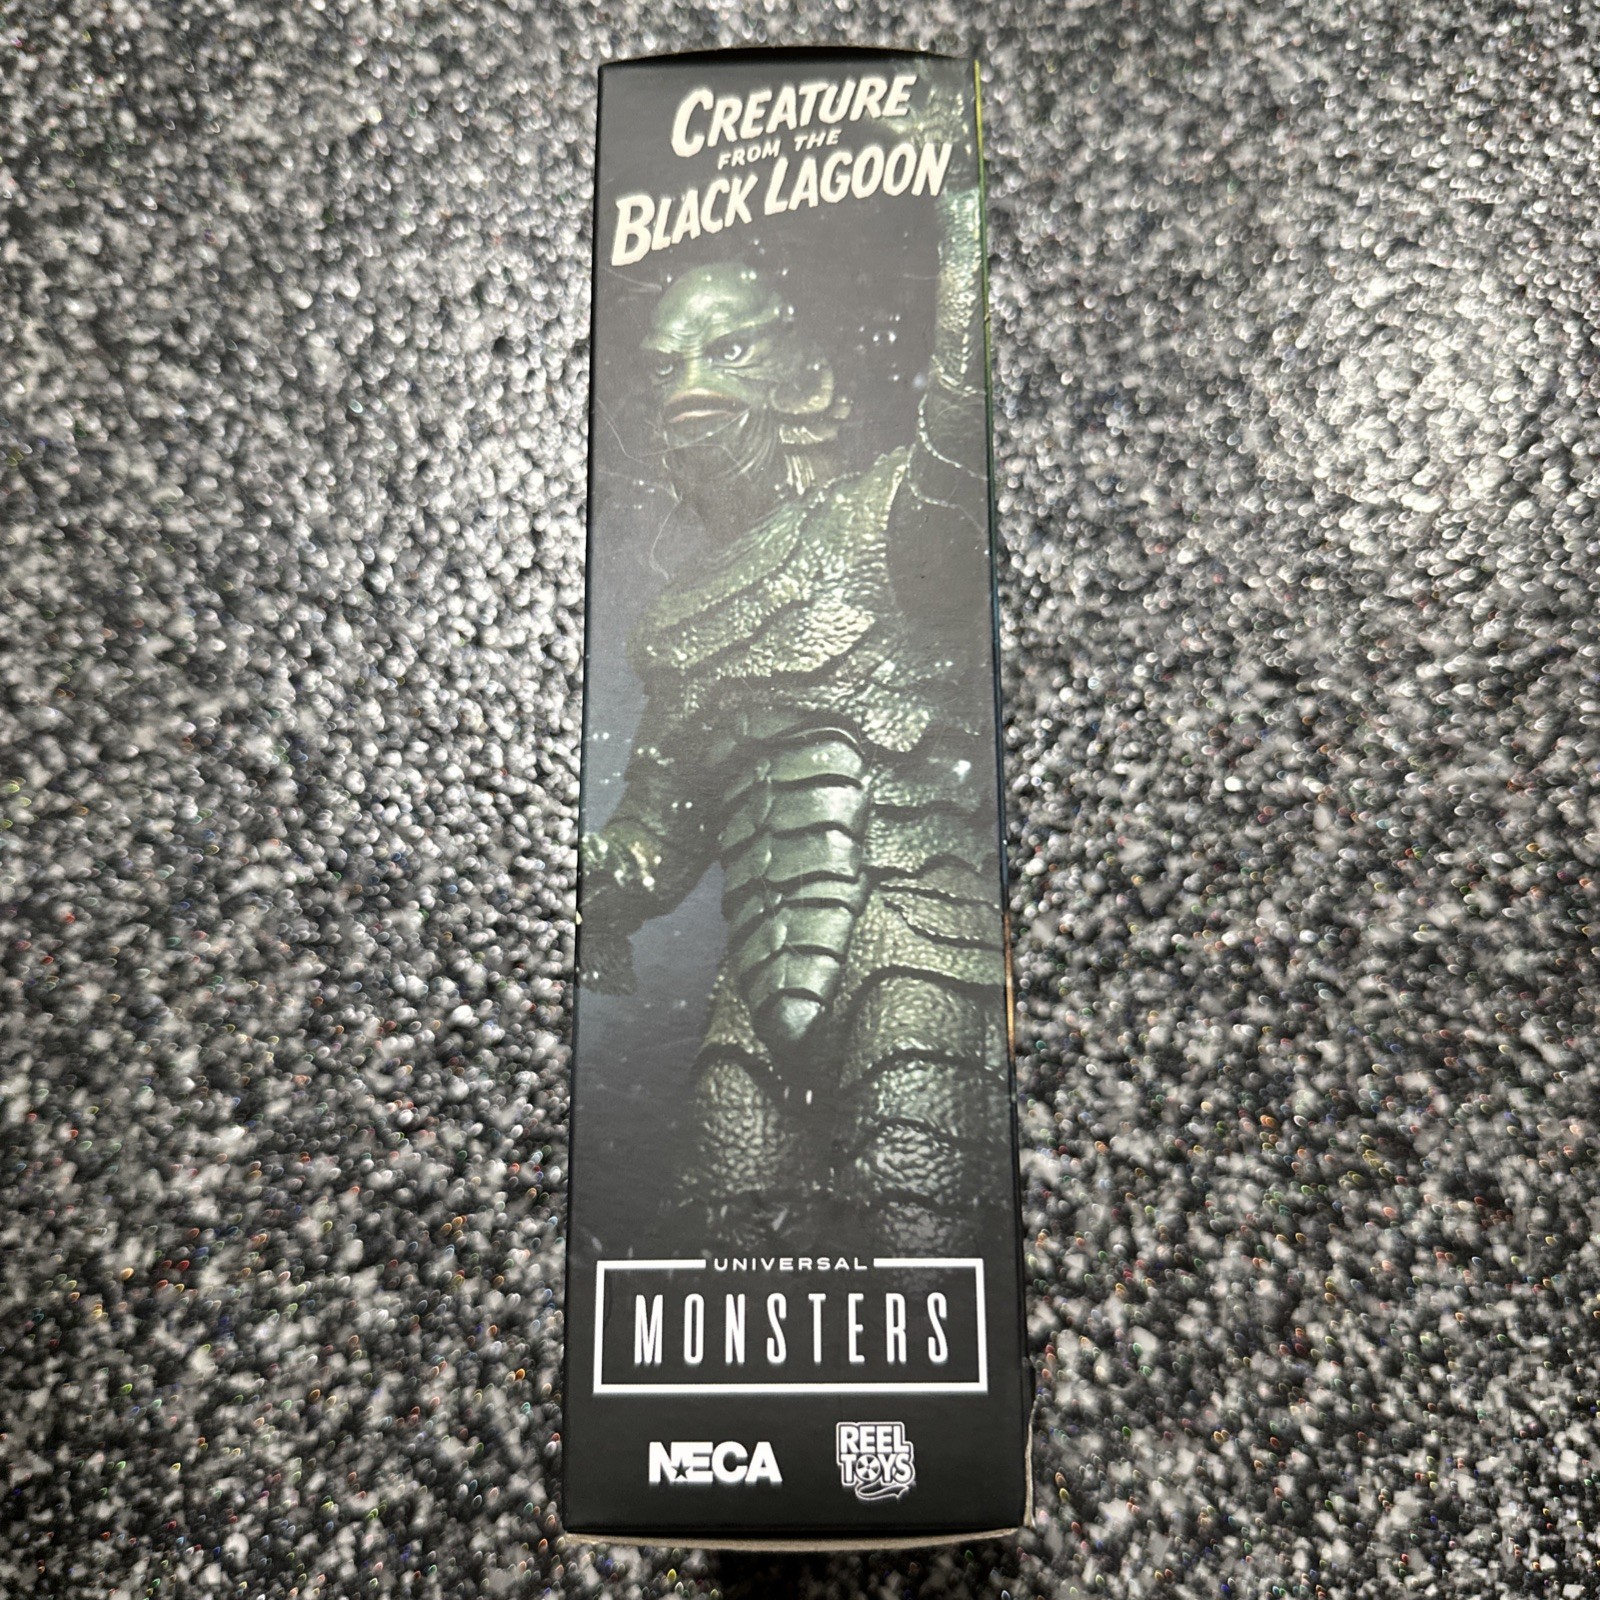 CREATURE
FROM THE
BLACK LAGOON
UNIVERSAL
MONSTERS
NECA
REEL
TOYS